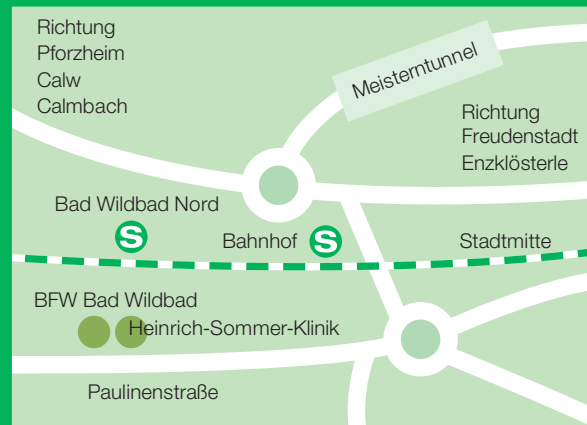 Richtung
Pforzheim
Calw
Calmbach
Meisterntunnel
Richtung
Freudenstadt
Enzklösterle
Bad Wildbad Nord
S
Bahnhof S
Stadtmitte
BFW Bad Wildbad
Heinrich-Sommer-Klinik
Paulinenstraße